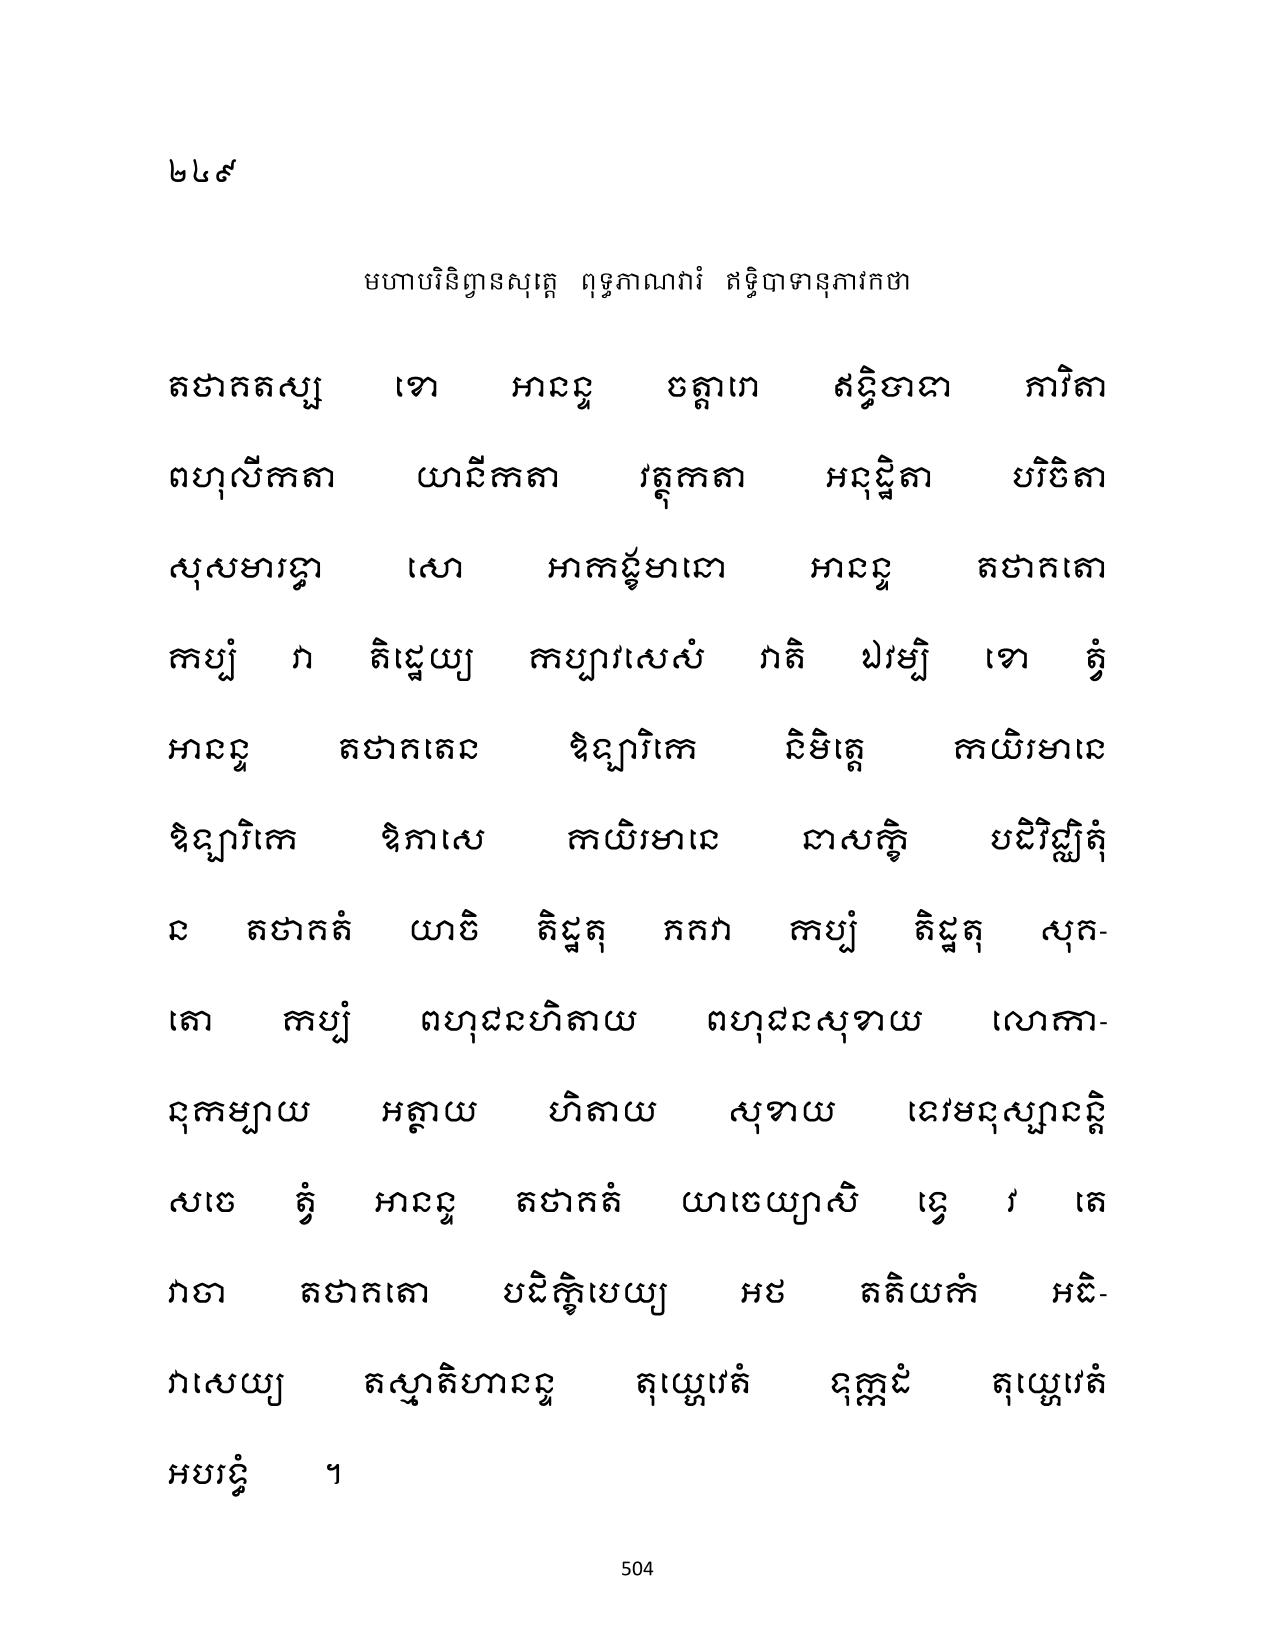 ២៤៩
មហាបរិនិព្វានសុត្តេ ពុទ្ធភាណវារំ ឥទ្ធិបាទានុភាវកថា
តថាគតស្ស ខោ អានន្ទ ចត្តារោ ឥទ្ធិបាទា ភាវិតា
ពហុលីកតា យានីកតា វត្ថុកតា អនុដ្ឋិតា បរិចិតា
សុសមារទ្ធា សោ អាកង្ខមានោ អានន្ទ តថាគតោ
កប្បំ វា តិដ្ឋេយ្យ កប្បាវសេសំ វាតិ ឯវម្បិ ខោ ត្វំ
អានន្ទ តថាគតេន ឱឡារិកេ និមិត្តេ កយិរមានេ
ឱឡារិកេ ឱភាសេ កយិរមានេ នាសក្ខិ បដិវិជ្ឈិតុំ
ន តថាគតំ យាចិ តិដ្ឋតុ ភគវា កប្បំ តិដ្ឋតុ សុគ-
តោ កប្បំ ពហុជនហិតាយ ពហុជនសុខាយ លោកា-
នុកម្បាយ អត្ថាយ ហិតាយ សុខាយ ទេវមនុស្សានន្តិ
សចេ ត្វំ អានន្ទ តថាគតំ យាចេយ្យាសិ ទ្វេ វ តេ
វាចា តថាគតោ បដិក្ខិបេយ្យ អថ តតិយកំ អធិ-
វាសេយ្យ តស្មាតិហានន្ទ តុយ្ហេវេតំ ទុក្កដំ តុយ្ហេវេតំ
អបរទ្ធំ ។
504